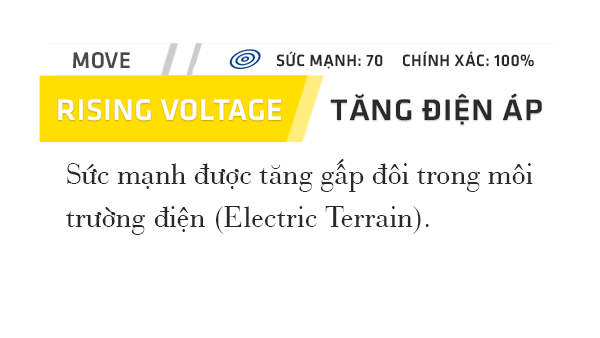 MOVE SỨC MẠNH: 70 CHÍNH XÁC: 100%
RISING VOLTAGE TĂNG ĐIỆN ÁP
Sức mạnh được tăng gấp đôi trong môi
trường điện (Electric Terrain).